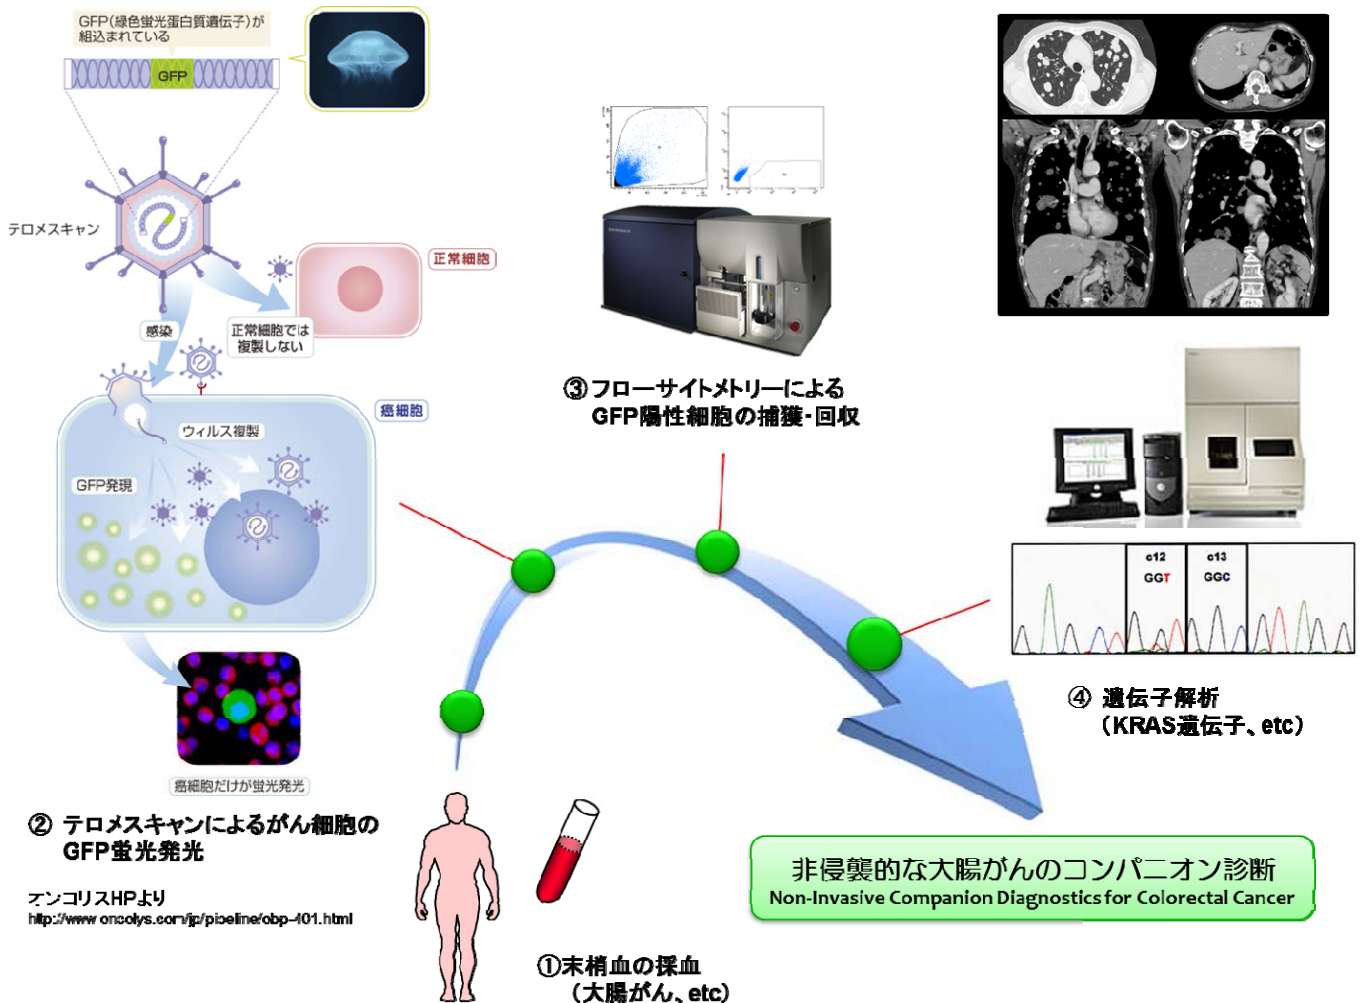 GFP(緑色蛍光蛋白質遺伝子)が
組込まれている
GFP
テロメスキャン
正常細胞
感染
正常細胞では
複製しない
癌細胞
ウィルス複製
GFP発現
癌細胞だけが蛍光発光
② テロメスキャンによるがん細胞の
GFP蛍光発光
オンコリスHPより
http://www.oncolys.com/jp/pipeline/obp-401.html
①末梢血の採血
(大腸がん、etc)
③フローサイトメトリーによる
GFP陽性細胞の捕獲・回収
c12
GGT
c13
GGC
④ 遺伝子解析
(KRAS遺伝子、etc)
非侵襲的な大腸がんのコンパニオン診断
Non-Invasive Companion Diagnostics for Colorectal Cancer